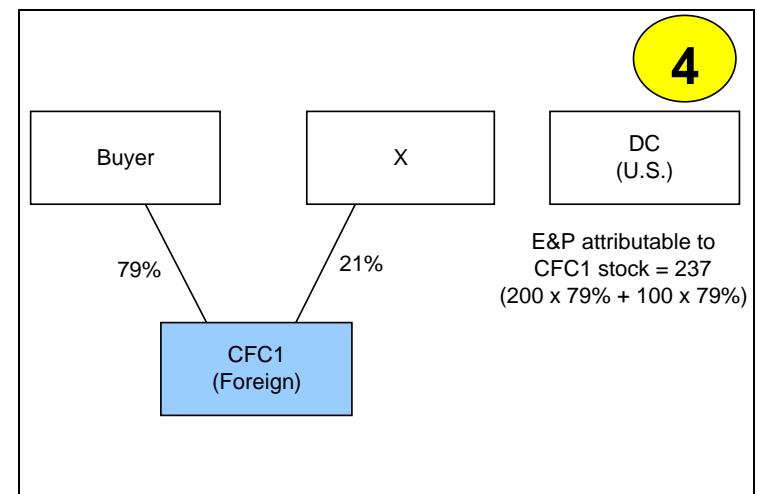 4
Buyer
X
DC
(U.S.)
E&P attributable to
CFC1 stock = 237
(200 x 79% + 100 x 79%)
79%
21%
CFC1
(Foreign)